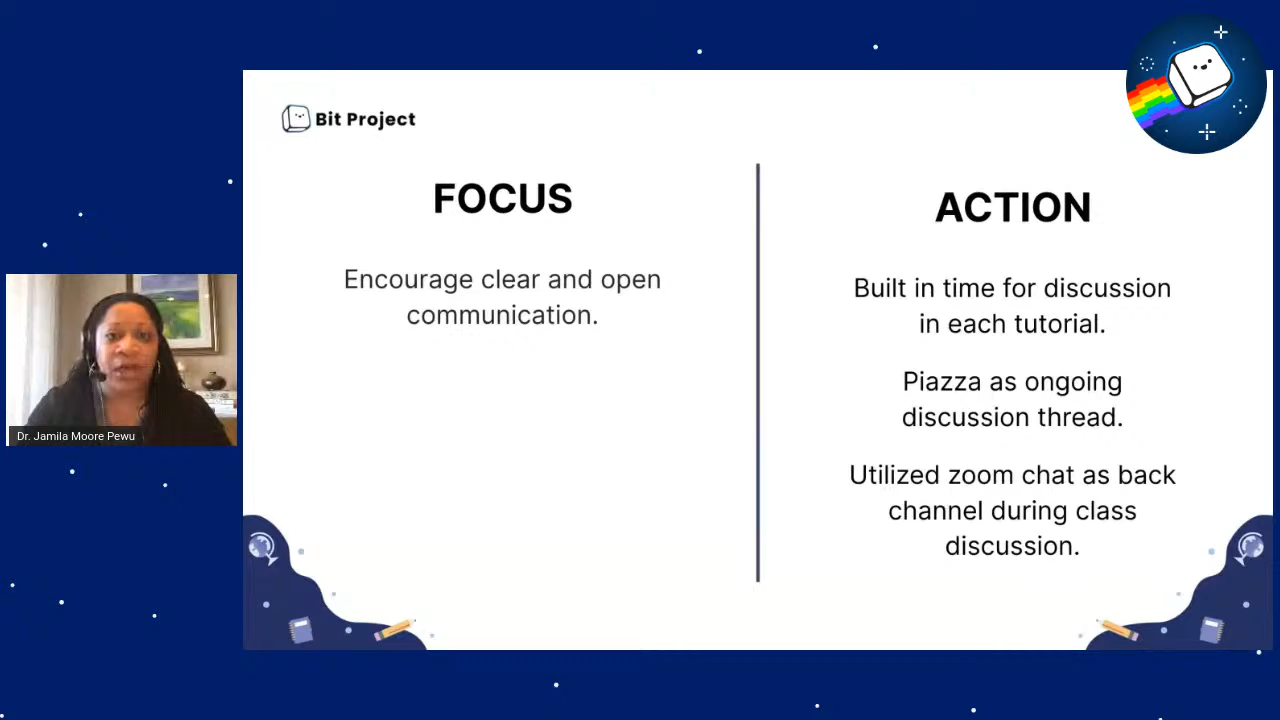 Bit Project
FOCUS
Encourage clear and open
communication.
ACTION
Built in time for discussion
in each tutorial.
Piazza as ongoing
discussion thread.
Utilized zoom chat as back
channel during class
discussion.
Dr. Jamila Moore Pewu